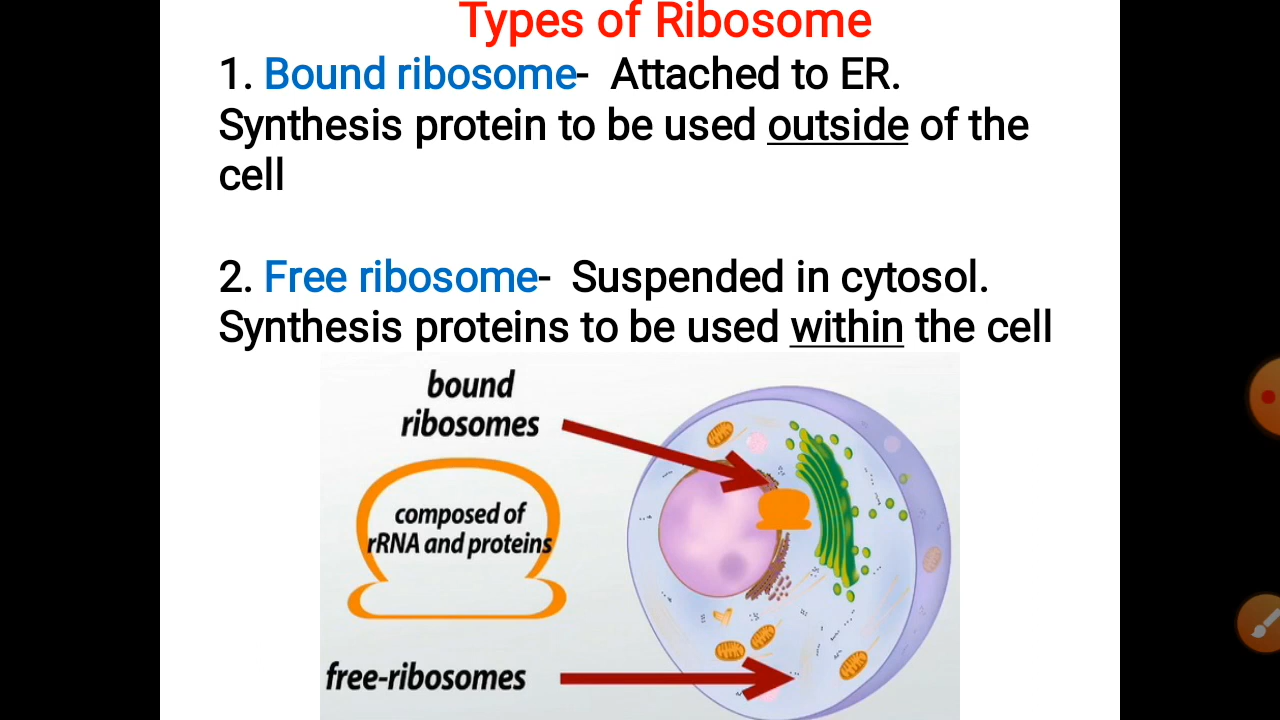 Types of Ribosome
1. Bound ribosome- Attached to ER.
Synthesis protein to be used outside of the
cell
2. Free ribosome- Suspended in cytosol.
Synthesis proteins to be used within the cell
bound
ribosomes
composed of
rRNA and proteins
free-ribosomes